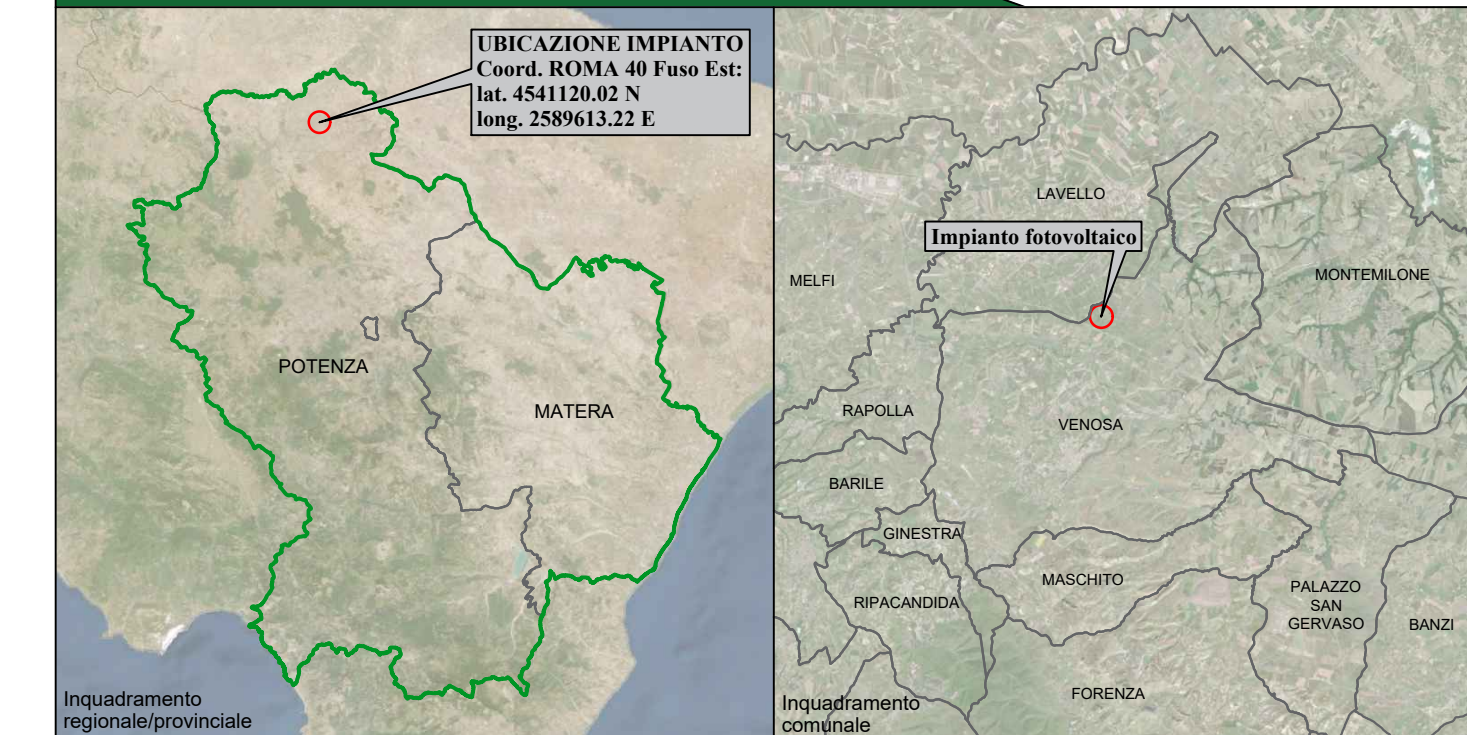 UBICAZIONE IMPIANTO
Coord. ROMA 40 Fuso Est:
lat. 4541120.02 N
long. 2589613.22 E
POTENZA
MATERA
Inquadramento
regionale/provinciale
LAVELLO
Impianto fotovoltaico
MELFI
MONTEMILONE
RAPOLLA
VENOSA
BARILE
GINESTRA
MASCHITO
RIPACANDIDA
PALAZZO
SAN
GERVASO
BANZI
FORENZA
Inquadramento
comunale